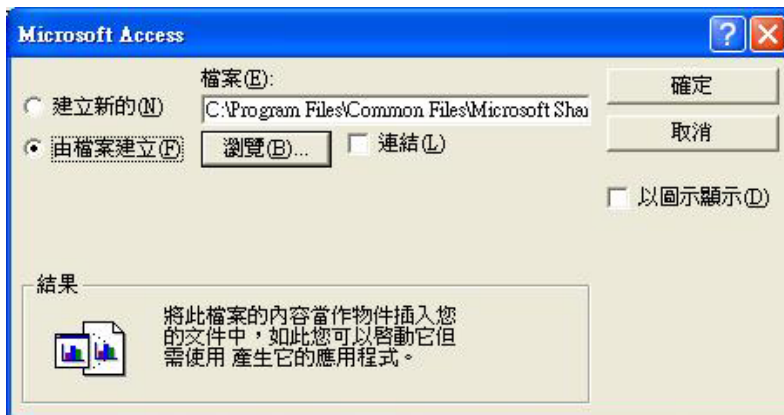 Microsoft Access
檔案(E):
建立新的(N)
C:\Program Files\Common Files\Microsoft Shar
確定
由檔案建立(F)
瀏覽(B)...
連結(L)
取消
以圖示顯示(D)
結果
將此檔案的內容當作物件插入您
的文件中，如此您可以啓動它但
需使用 產生它的應用程式。